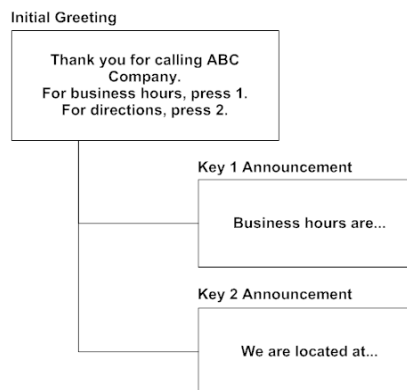 Initial Greeting
Thank you for calling ABC
Company.
For business hours, press 1.
For directions, press 2.
Key 1 Announcement
Business hours are...
Key 2 Announcement
We are located at...